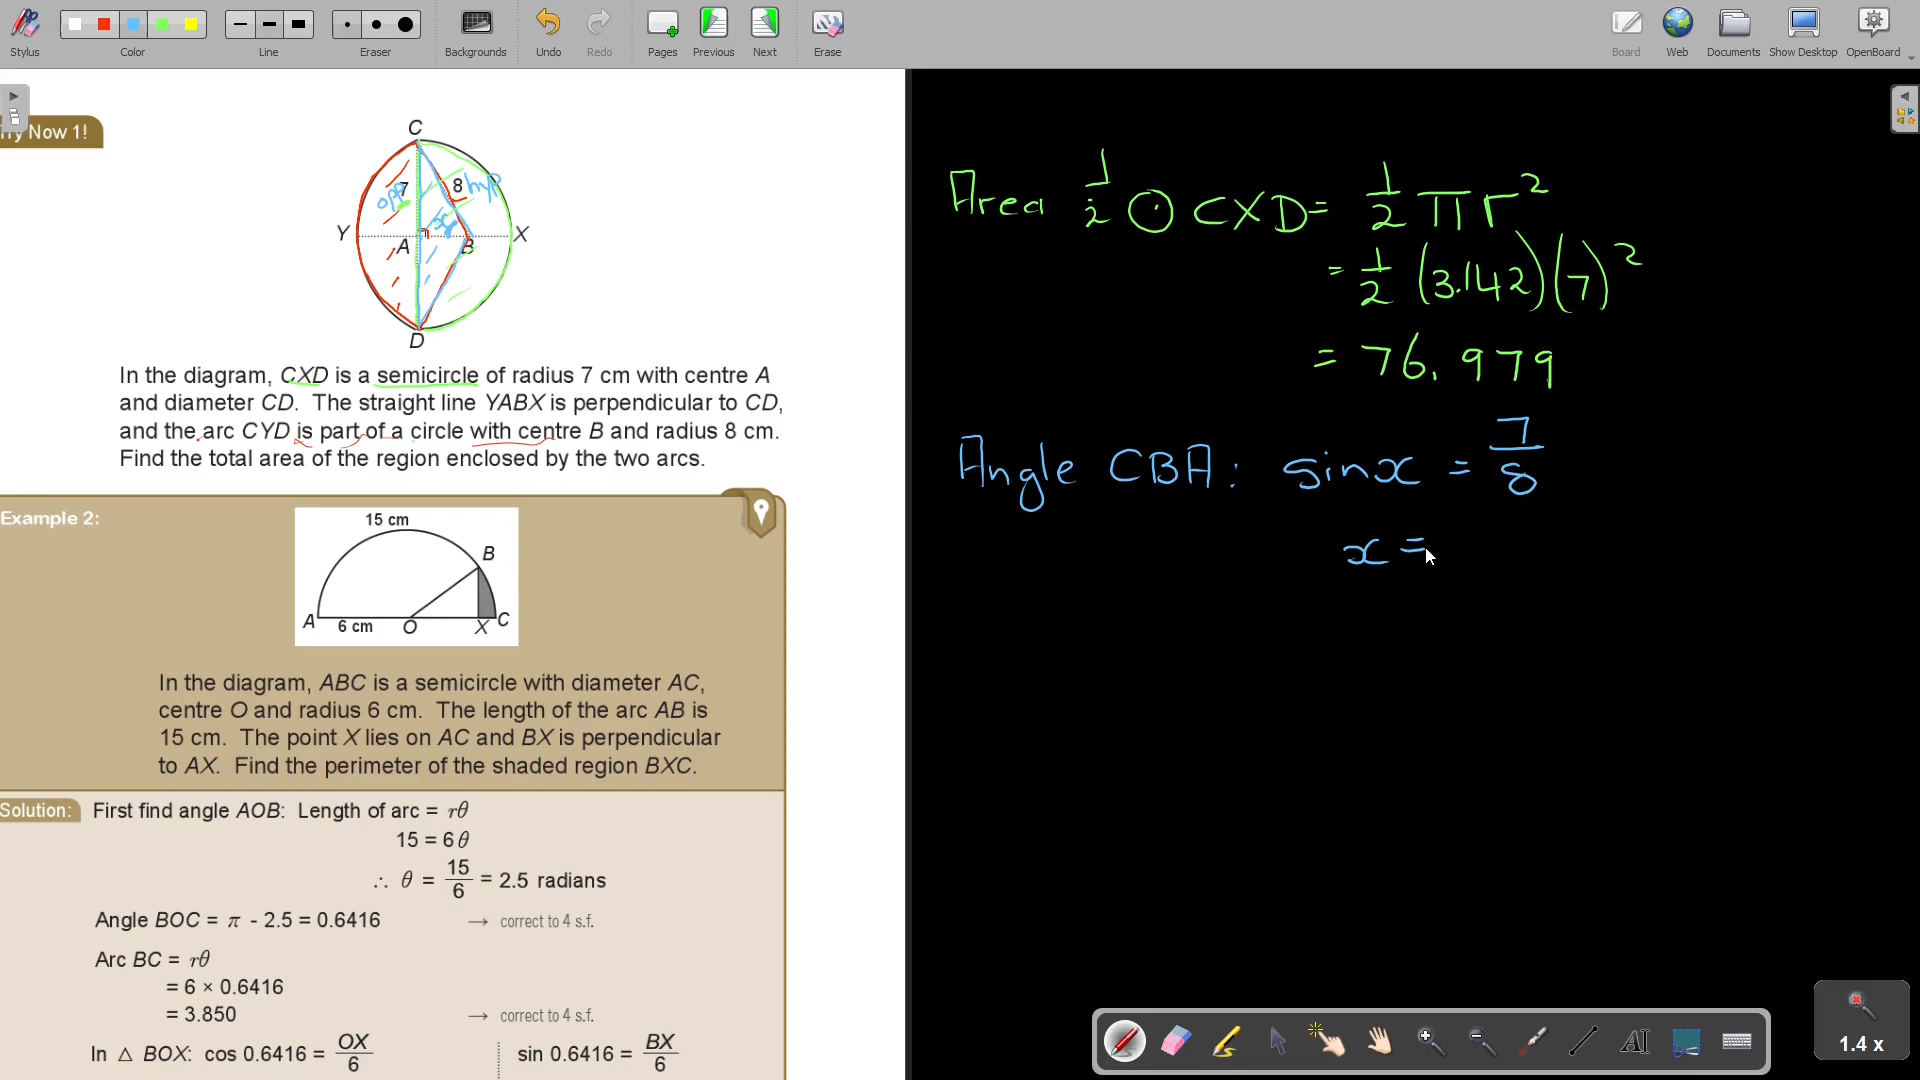 Stylus Color Line Eraser Backgrounds Undo Redo Pages Previous Next Erase Board Web Documents Show Desktop OpenBoard
Try Now 1!
C
7 8 hyp
opp x
Y A B X
D
In the diagram, CXD is a semicircle of radius 7 cm with centre A
and diameter CD. The straight line YABX is perpendicular to CD,
and the arc CYD is part of a circle with centre B and radius 8 cm.
Find the total area of the region enclosed by the two arcs.
Example 2:
15 cm
B
A 6 cm O X C
In the diagram, ABC is a semicircle with diameter AC,
centre O and radius 6 cm. The length of the arc AB is
15 cm. The point X lies on AC and BX is perpendicular
to AX. Find the perimeter of the shaded region BXC.
Solution: First find angle AOB: Length of arc = rθ
15 = 6θ
∴ θ = 15/6 = 2.5 radians
Angle BOC = π - 2.5 = 0.6416 → correct to 4 s.f.
Arc BC = rθ
= 6 × 0.6416
= 3.850 → correct to 4 s.f.
In △ BOX: cos 0.6416 = OX/6 sin 0.6416 = BX/6
Area 1/2 ⊙ CXD = 1/2 π r²
= 1/2 (3.142)(7)²
= 76.979
Angle CBA: sin x = 7/8
x =
1.4 x